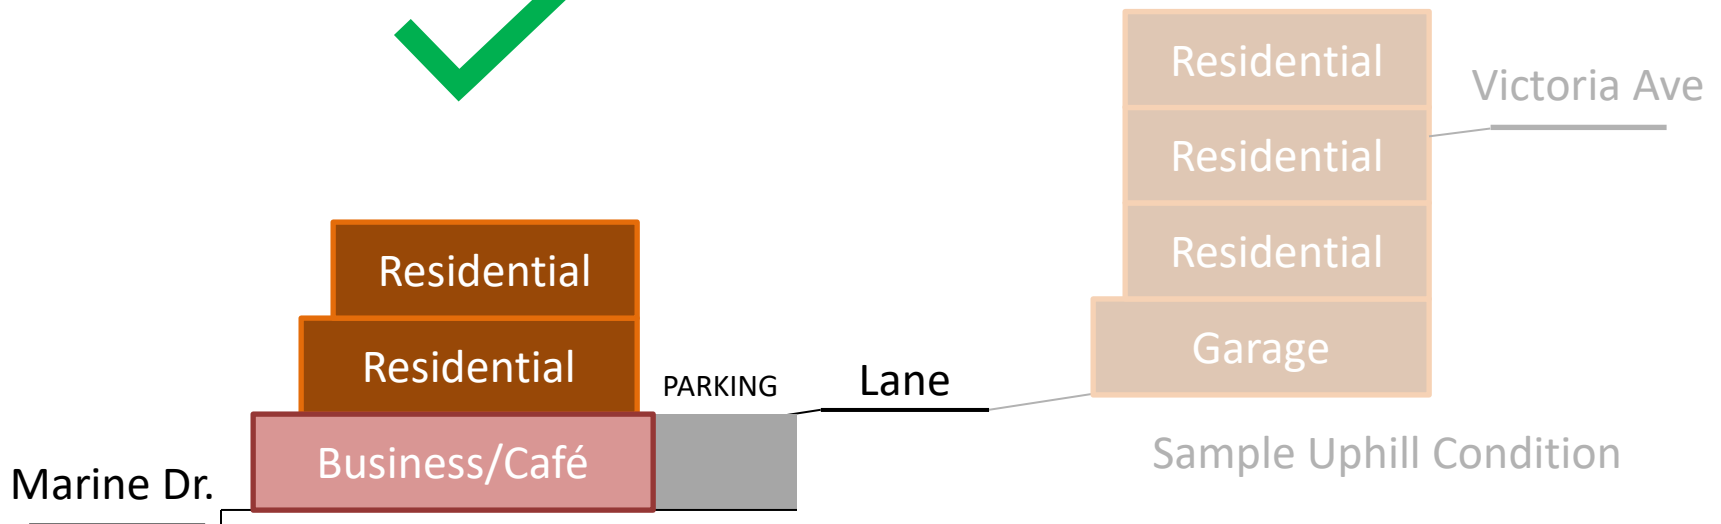 Residential
Victoria Ave
Residential
Residential
Residential
Residential
Garage
PARKING
Lane
Business/Café
Marine Dr.
Sample Uphill Condition